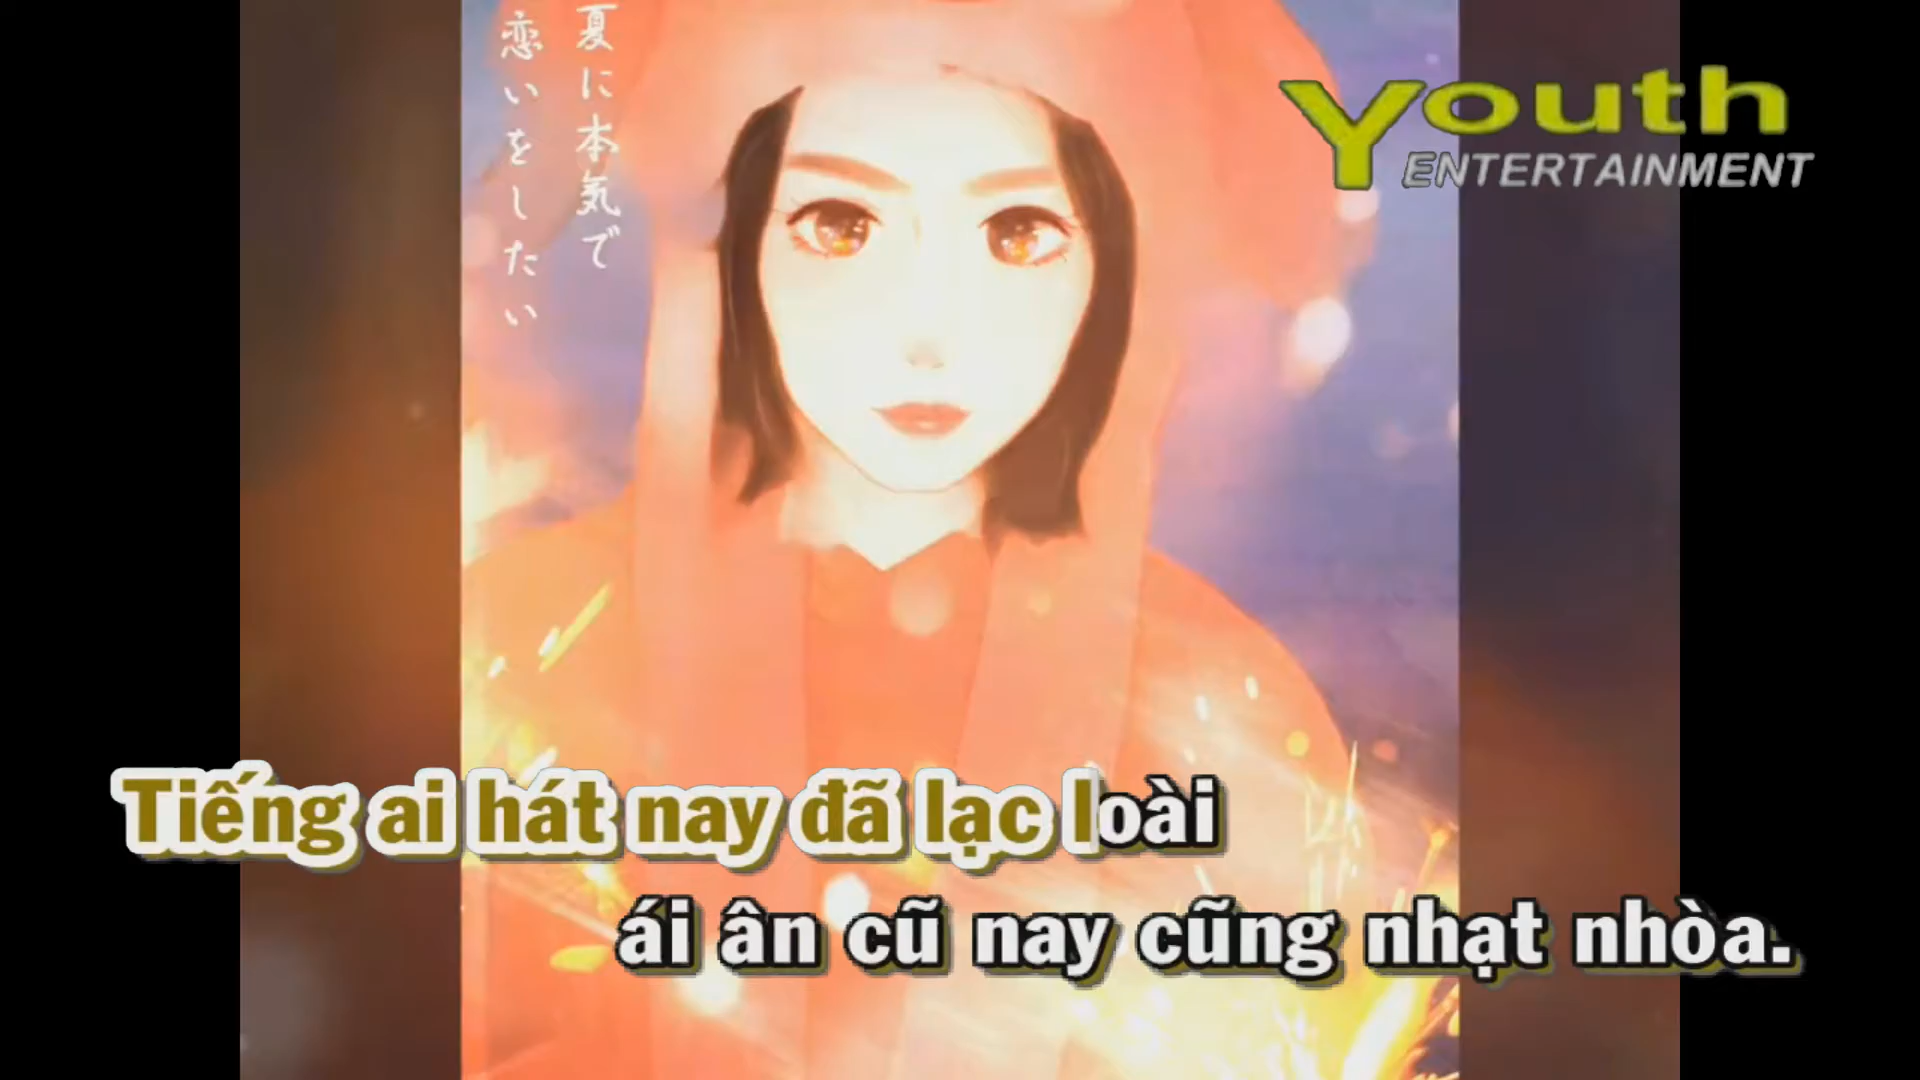 夏に本気で
恋いをしたい
Youth
ENTERTAINMENT
Tiếng ai hát nay đã lạc loài
ái ân cũ nay cũng nhạt nhòa.